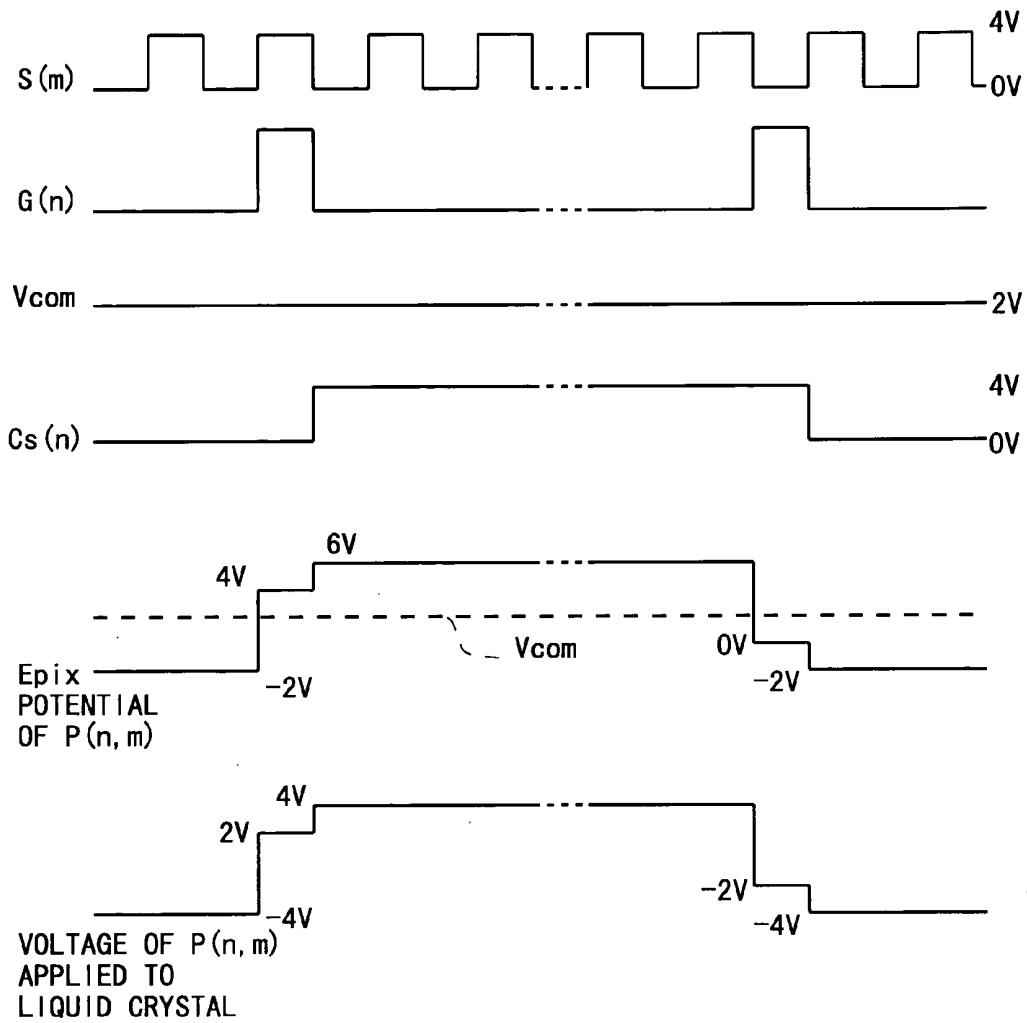 4V
S(m)
0V
G(n)
Vcom
2V
4V
Cs(n)
0V
6V
4V
Vcom
0V
-2V
-2V
Epix
POTENTIAL
OF P(n,m)
4V
2V
-2V
-4V
-4V
VOLTAGE OF P(n,m)
APPLIED TO
LIQUID CRYSTAL